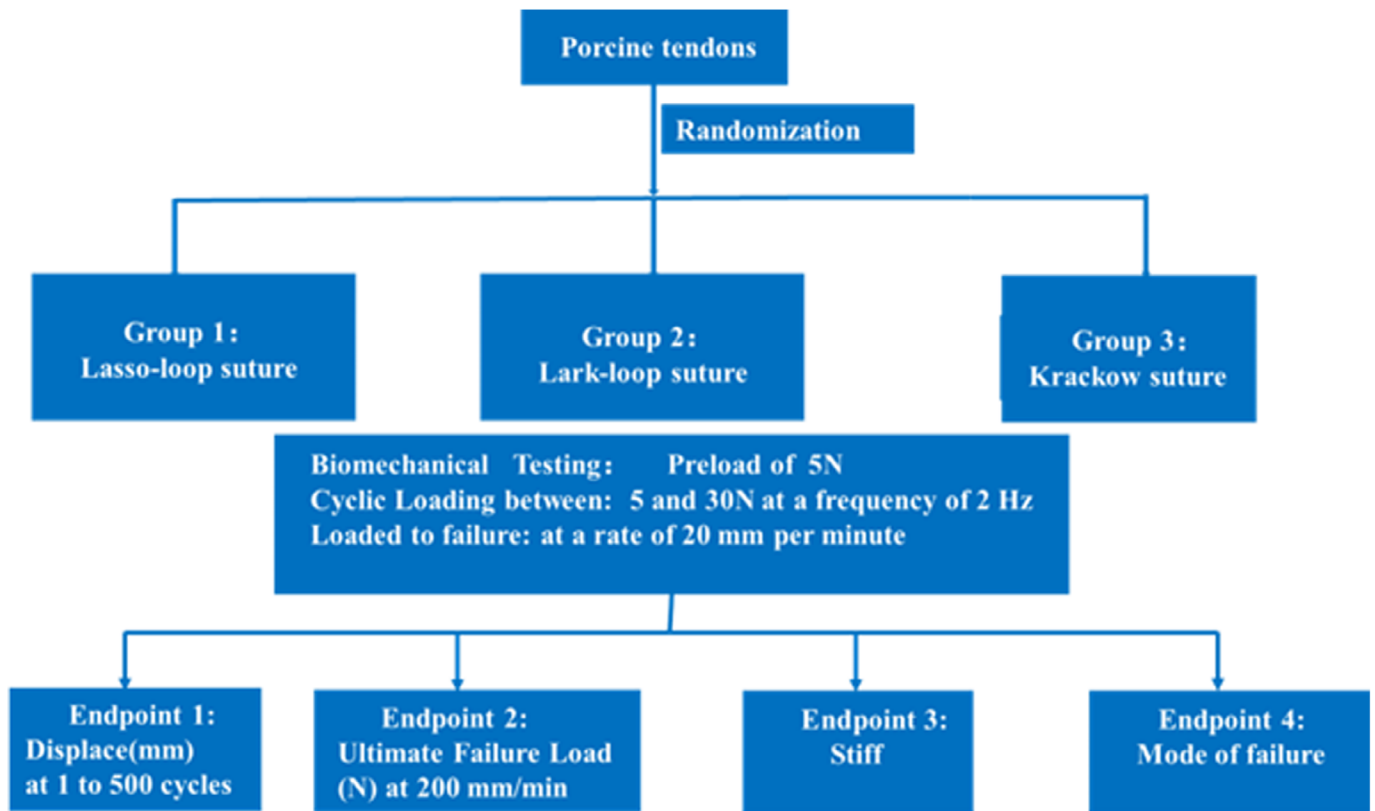 Porcine tendons
Randomization
Group 1：
Lasso-loop suture
Group 2：
Lark-loop suture
Group 3：
Krackow suture
Biomechanical Testing： Preload of 5N
Cyclic Loading between: 5 and 30N at a frequency of 2 Hz
Loaded to failure: at a rate of 20 mm per minute
Endpoint 1:
Displace(mm)
at 1 to 500 cycles
Endpoint 2:
Ultimate Failure Load
(N) at 200 mm/min
Endpoint 3:
Stiff
Endpoint 4:
Mode of failure